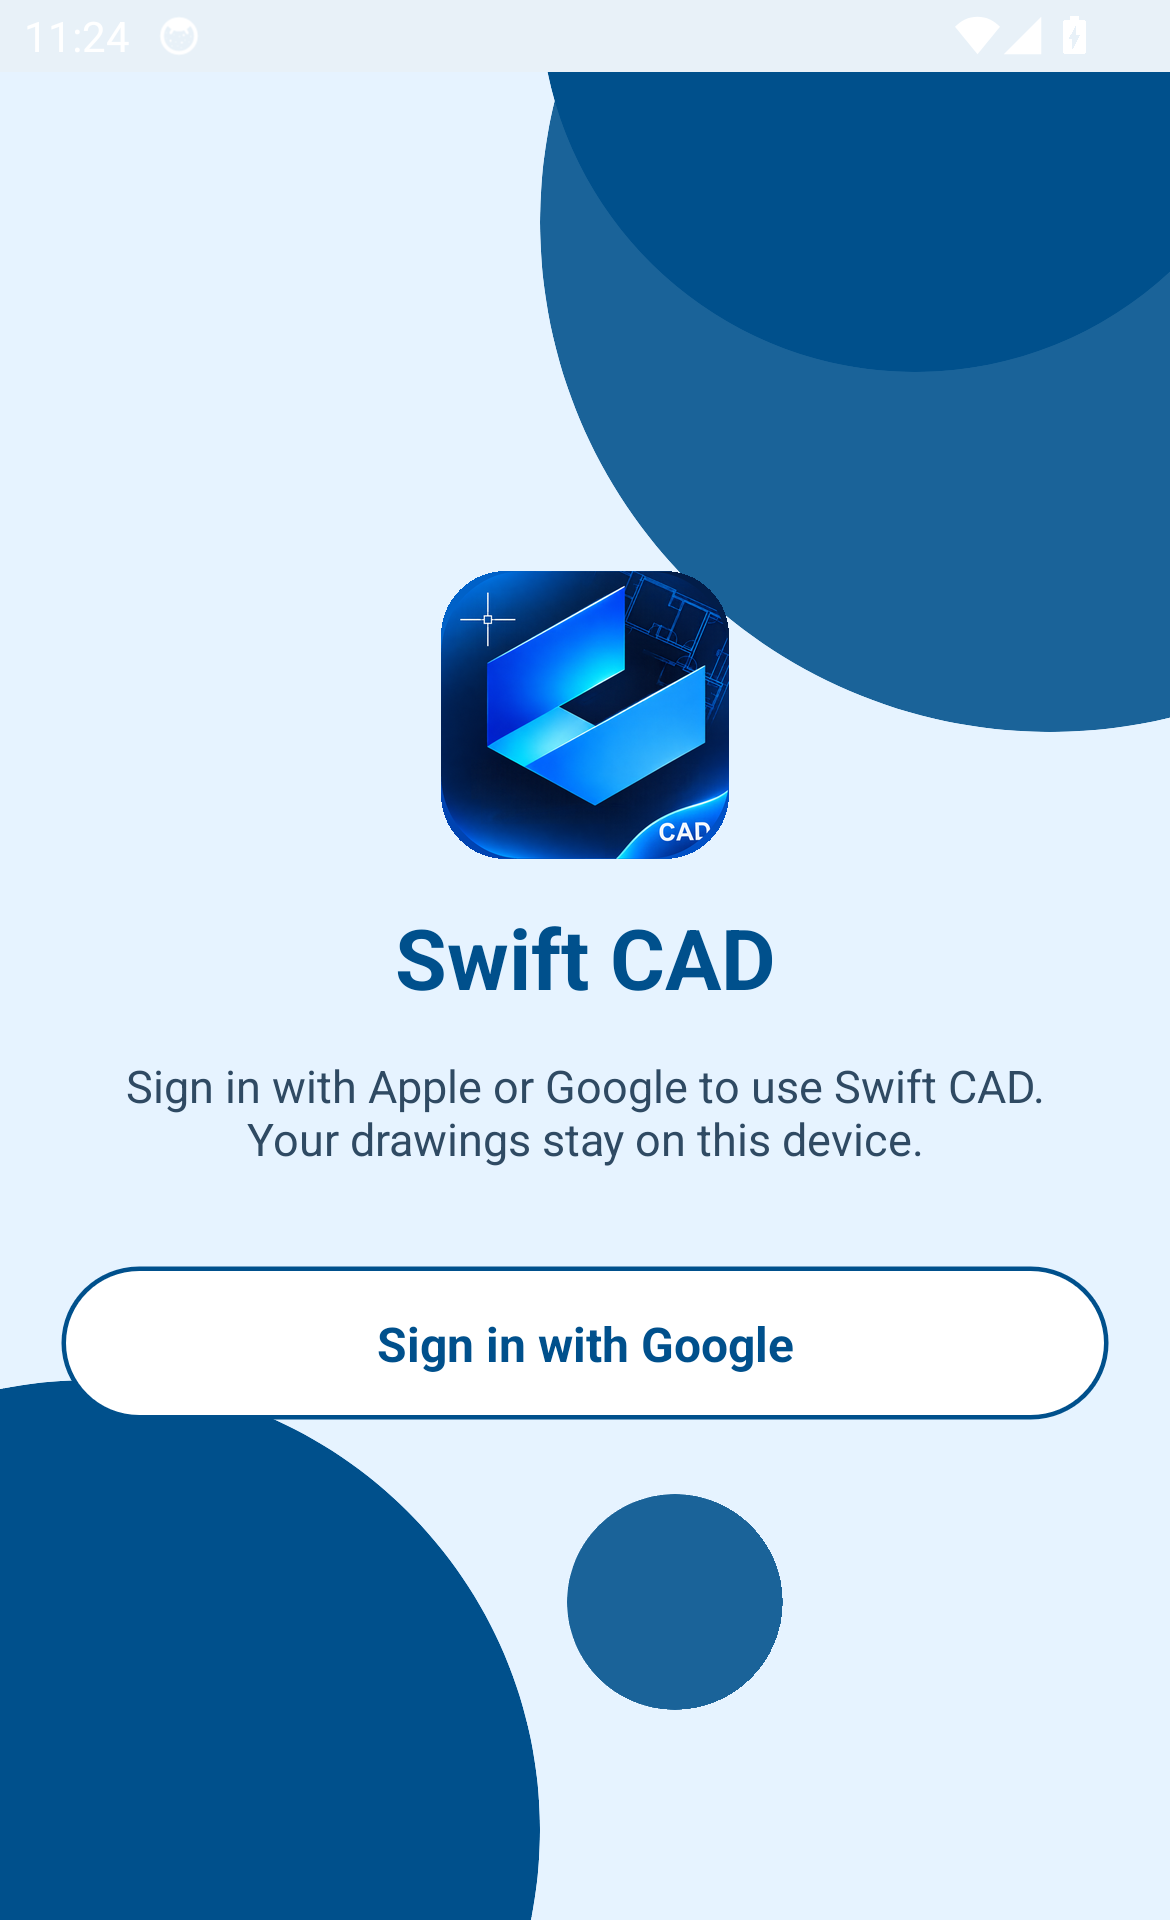 11:24
CAD
Swift CAD
Sign in with Apple or Google to use Swift CAD.
Your drawings stay on this device.
Sign in with Google